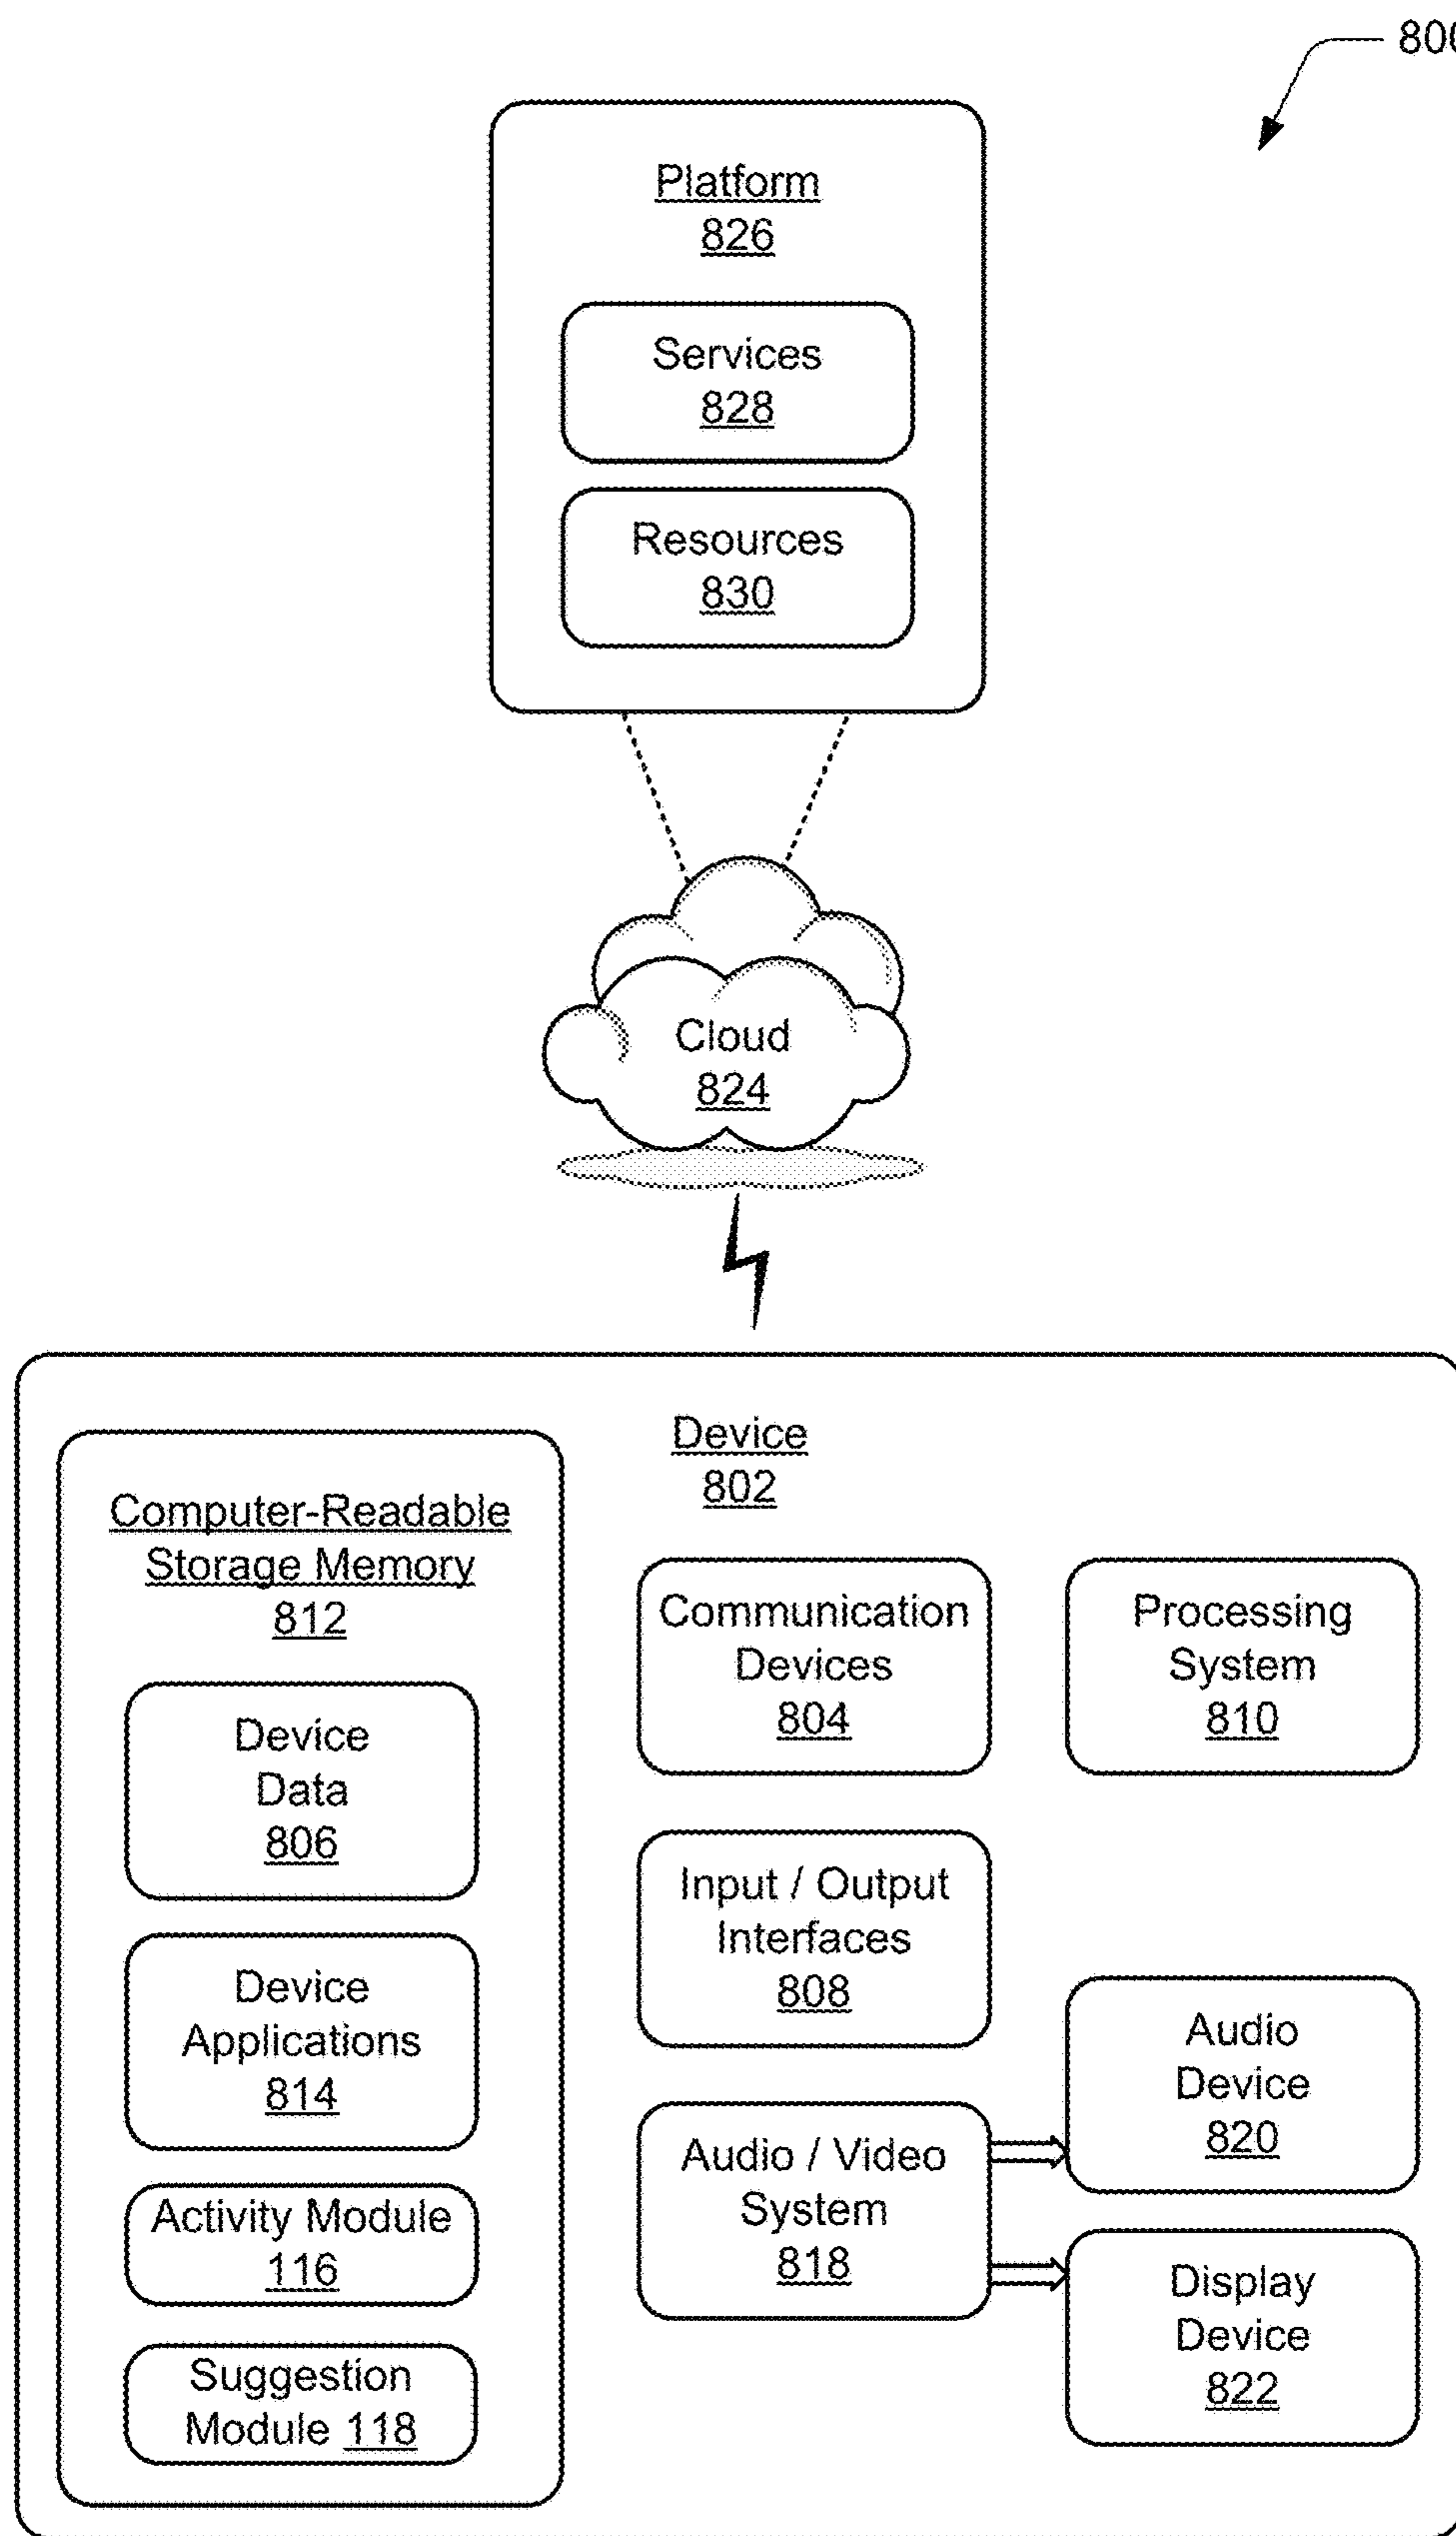 800
Platform
826
Services
828
Resources
830
Cloud
824
Device
802
Computer-Readable
Storage Memory
812
Device
Data
806
Device
Applications
814
Activity Module
116
Suggestion
Module 118
Communication
Devices
804
Processing
System
810
Input / Output
Interfaces
808
Audio / Video
System
818
Audio
Device
820
Display
Device
822